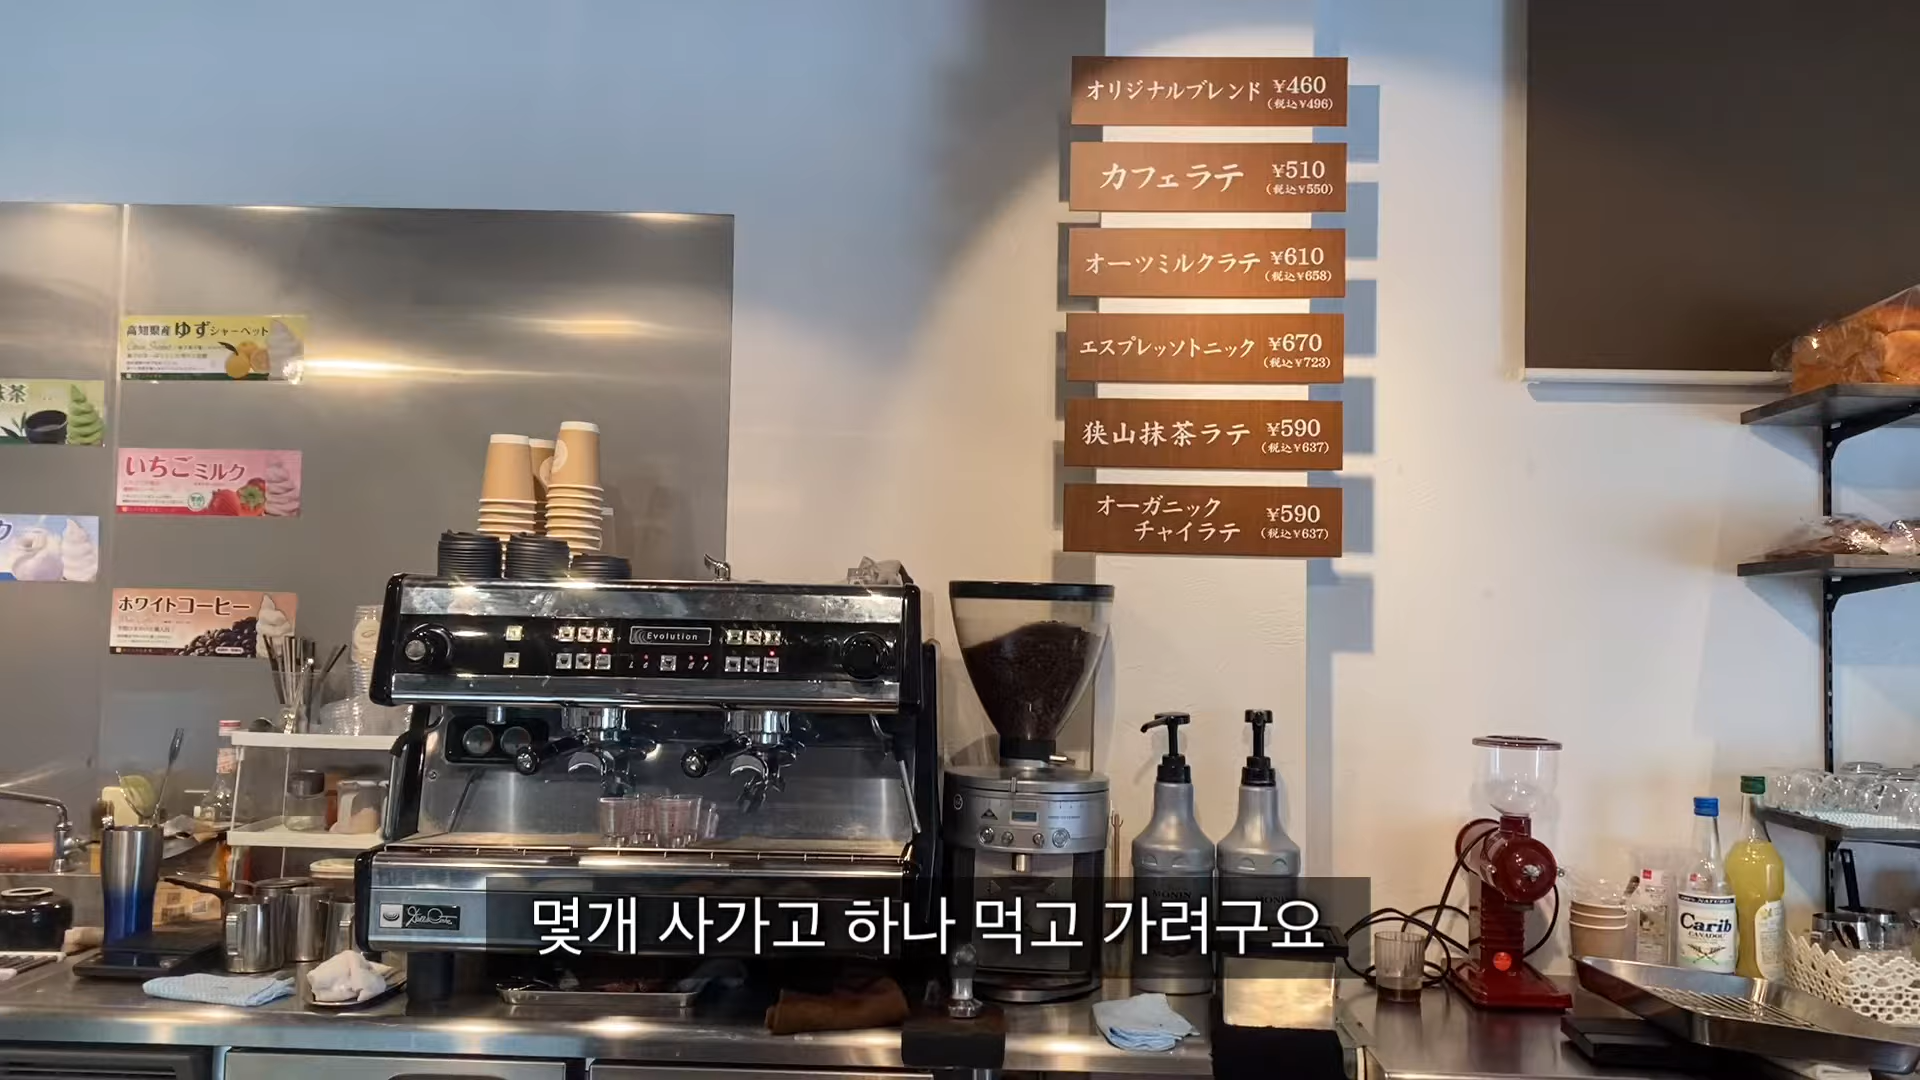 オリジナルブレンド ¥460
(税込¥496)
カフェラテ ¥510
(税込¥550)
オーツミルクラテ ¥610
(税込¥658)
エスプレッソトニック ¥670
(税込¥723)
狭山抹茶ラテ ¥590
(税込¥637)
オーガニック
チャイラテ ¥590
(税込¥637)
高知県産ゆずシャーベット
抹茶
いちごミルク
ク
ホワイトコーヒー
Evolution
MONIN
Carib
CANADOU
몇개 사가고 하나 먹고 가려구요